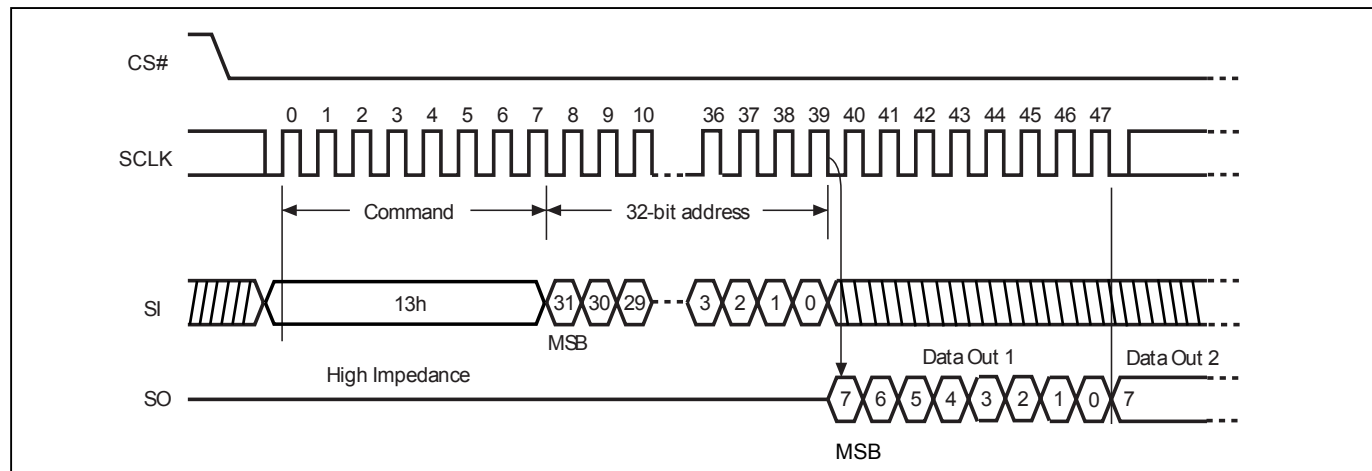 CS#
0 1 2 3 4 5 6 7 8 9 10 36 37 38 39 40 41 42 43 44 45 46 47
SCLK
Command 32-bit address
SI 13h 31 30 29 3 2 1 0
MSB
Data Out 1 Data Out 2
High Impedance
SO 7 6 5 4 3 2 1 0 7
MSB